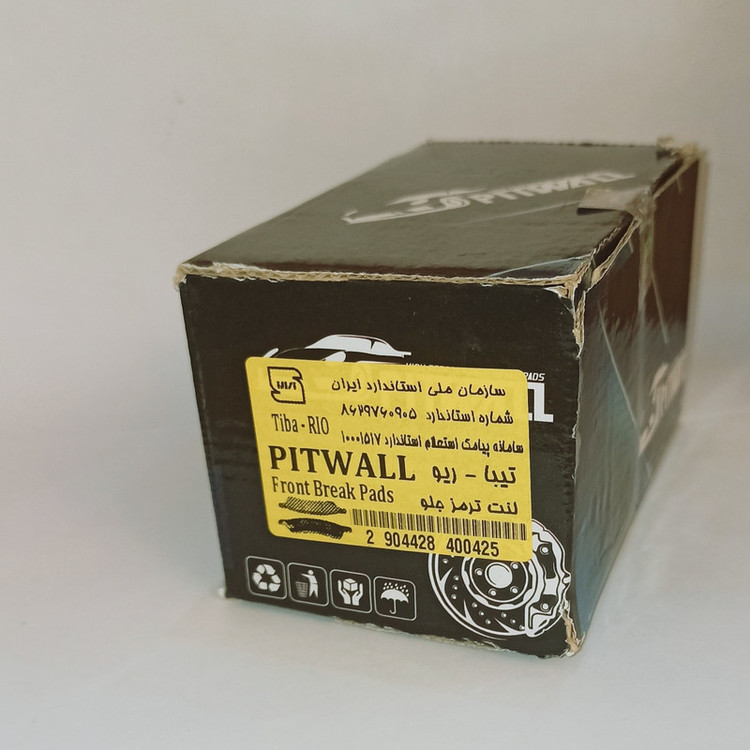 PITWALL
PADS
سازمان ملی استاندارد ایران
شماره استاندارد ۸۶۲۹۷۶۰۹۰۵
Tiba - RIO
سامانه پیامک استعلام استاندارد ۱۰۰۰۱۵۱۷
PITWALL تیبا - ریو
Front Break Pads لنت ترمز جلو
2 904428 400425